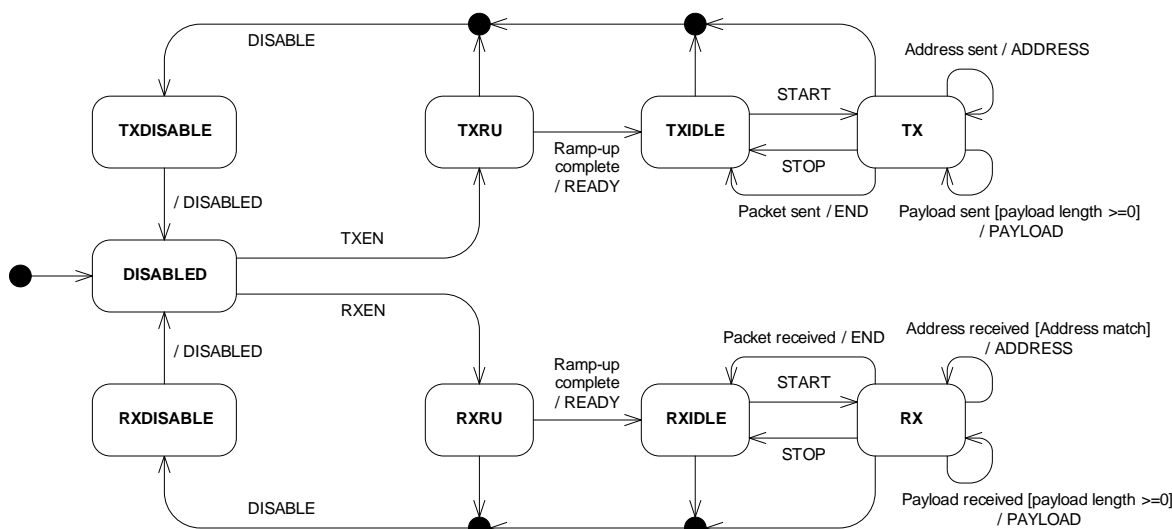 DISABLE
Address sent / ADDRESS
START
TXDISABLE
TXRU
TXIDLE
TX
Ramp-up
complete
/ READY
STOP
/ DISABLED
Packet sent / END
Payload sent [payload length >=0]
/ PAYLOAD
TXEN
DISABLED
RXEN
Packet received / END
Address received [Address match]
/ ADDRESS
/ DISABLED
Ramp-up
complete
/ READY
START
RXDISABLE
RXRU
RXIDLE
RX
STOP
DISABLE
Payload received [payload length >=0]
/ PAYLOAD